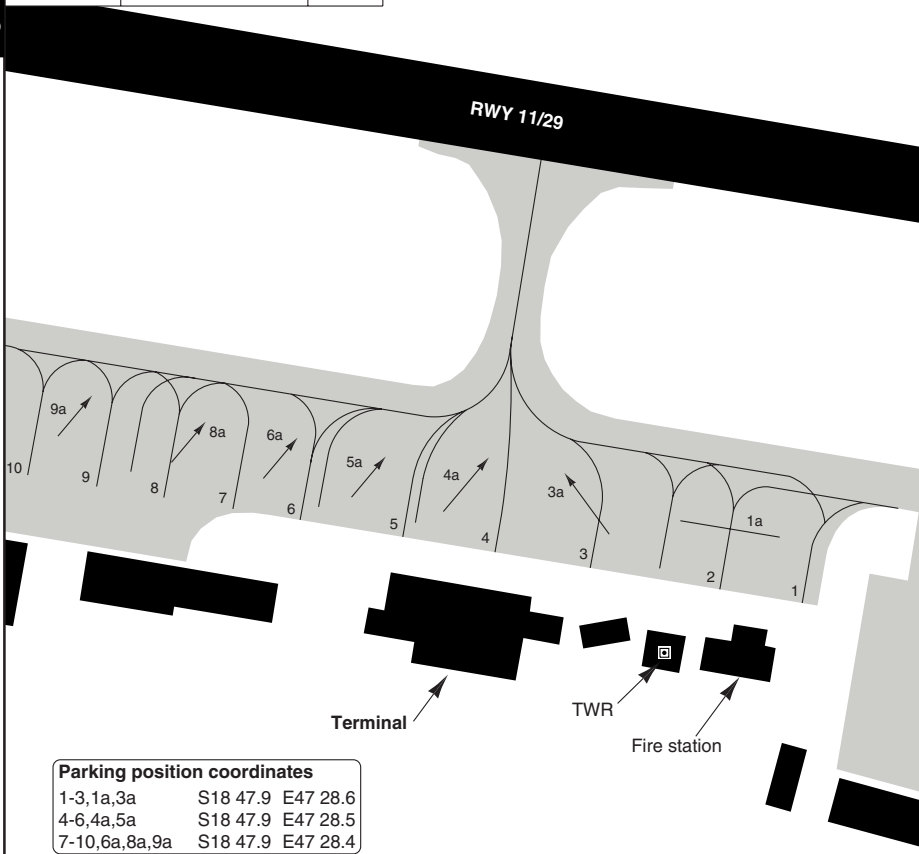 RWY 11/29
9a
8a
6a
5a
4a
3a
1a
10
9
8
7
6
5
4
3
2
1
Terminal
TWR
Fire station
Parking position coordinates
1-3,1a,3a S18 47.9 E47 28.6
4-6,4a,5a S18 47.9 E47 28.5
7-10,6a,8a,9a S18 47.9 E47 28.4